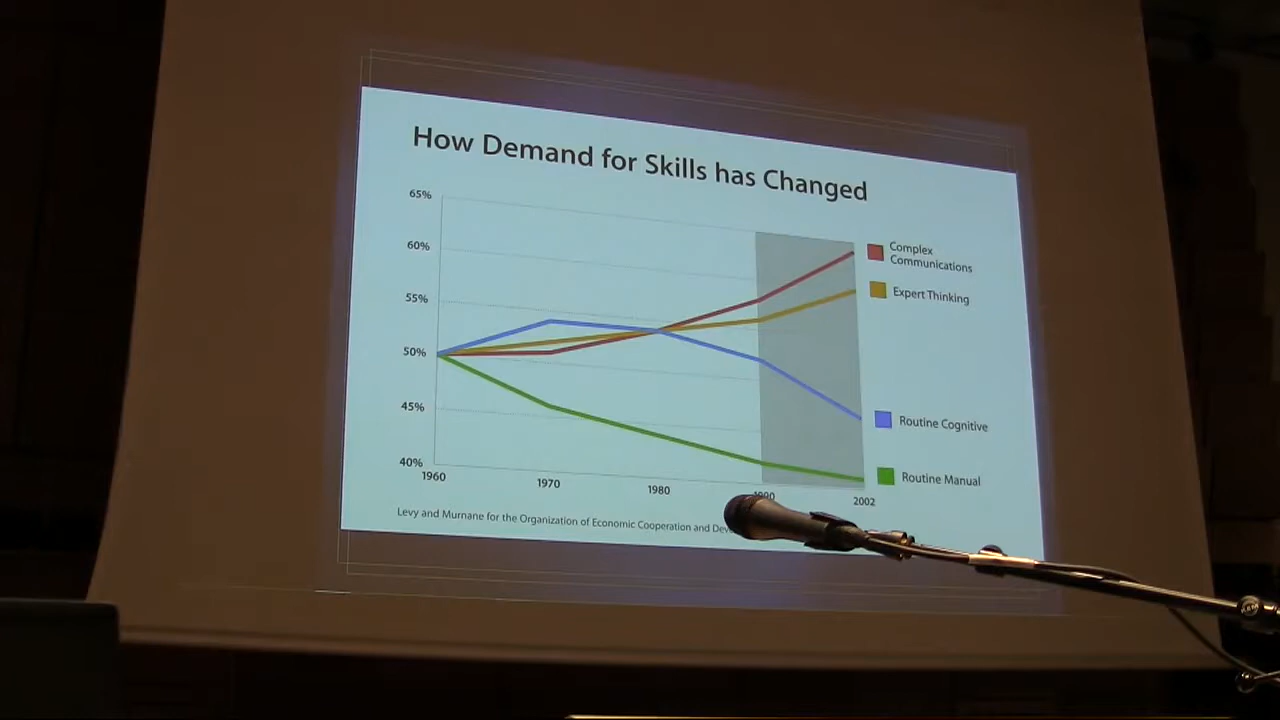 How Demand for Skills has Changed
65%
60%
55%
50%
45%
40%
1960
1970
1980
1990
2002
Complex
Communications
Expert Thinking
Routine Cognitive
Routine Manual
Levy and Murnane for the Organization of Economic Cooperation and